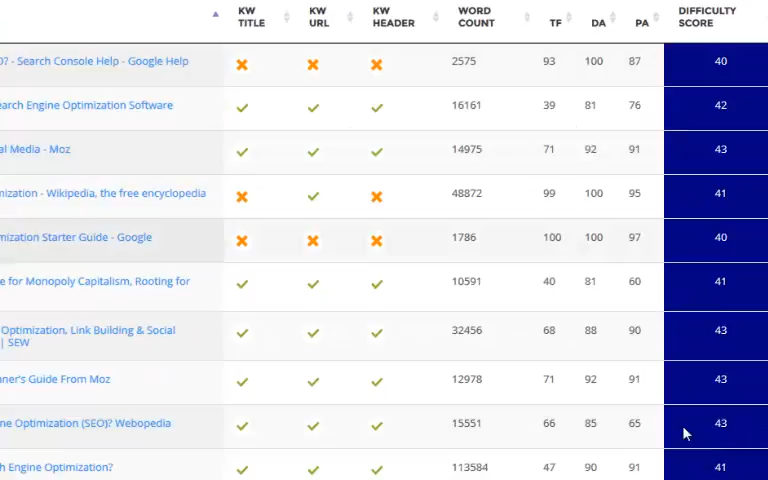 KW TITLE KW URL KW HEADER WORD COUNT TF DA PA DIFFICULTY SCORE
? - Search Console Help - Google Help 2575 93 100 87 40
earch Engine Optimization Software 16161 39 81 76 42
al Media - Moz 14975 71 92 91 43
mization - Wikipedia, the free encyclopedia 48872 99 100 95 41
mization Starter Guide - Google 1786 100 100 97 40
e for Monopoly Capitalism, Rooting for 10591 40 81 60 41
Optimization, Link Building & Social
| SEW 32456 68 88 90 43
ner's Guide From Moz 12978 71 92 91 43
ne Optimization (SEO)? Webopedia 15551 66 85 65 43
h Engine Optimization? 113584 47 90 91 41